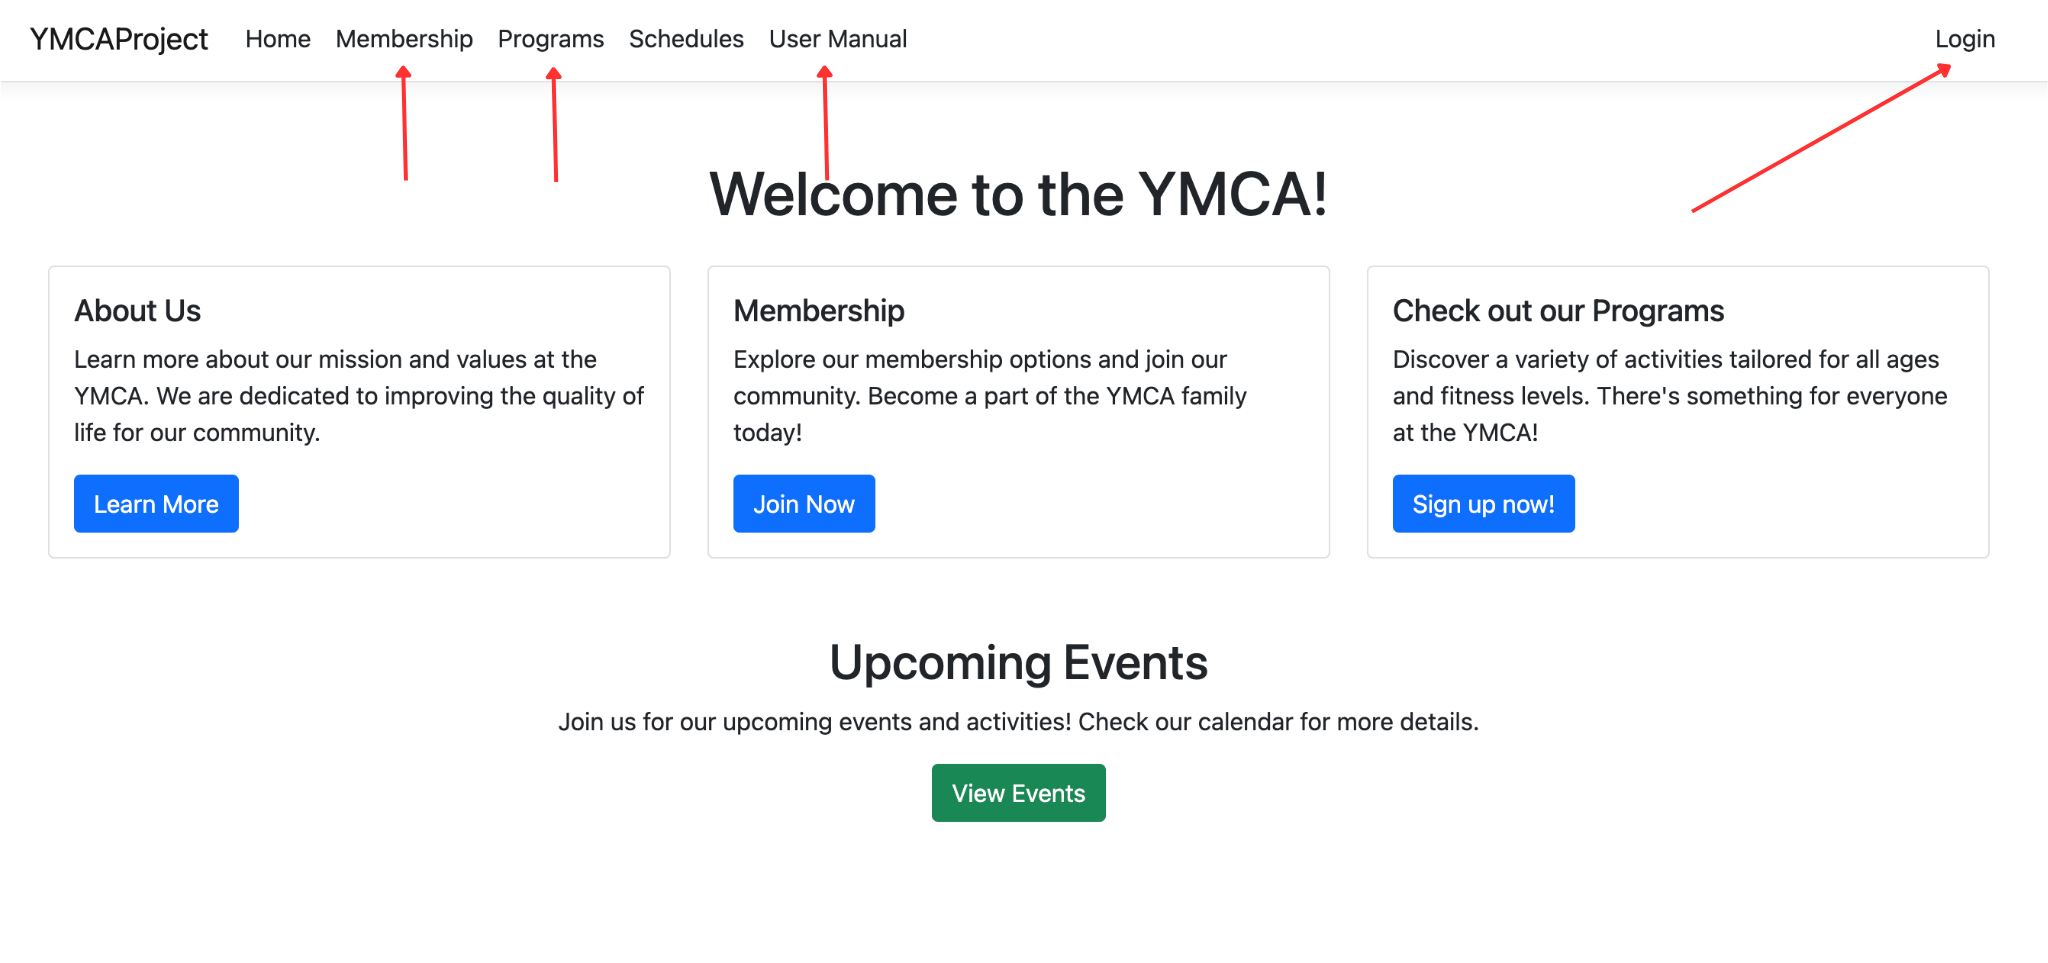 YMCAProject Home Membership Programs Schedules User Manual Login
Welcome to the YMCA!
About Us
Learn more about our mission and values at the
YMCA. We are dedicated to improving the quality of
life for our community.
Learn More
Membership
Explore our membership options and join our
community. Become a part of the YMCA family
today!
Join Now
Check out our Programs
Discover a variety of activities tailored for all ages
and fitness levels. There's something for everyone
at the YMCA!
Sign up now!
Upcoming Events
Join us for our upcoming events and activities! Check our calendar for more details.
View Events